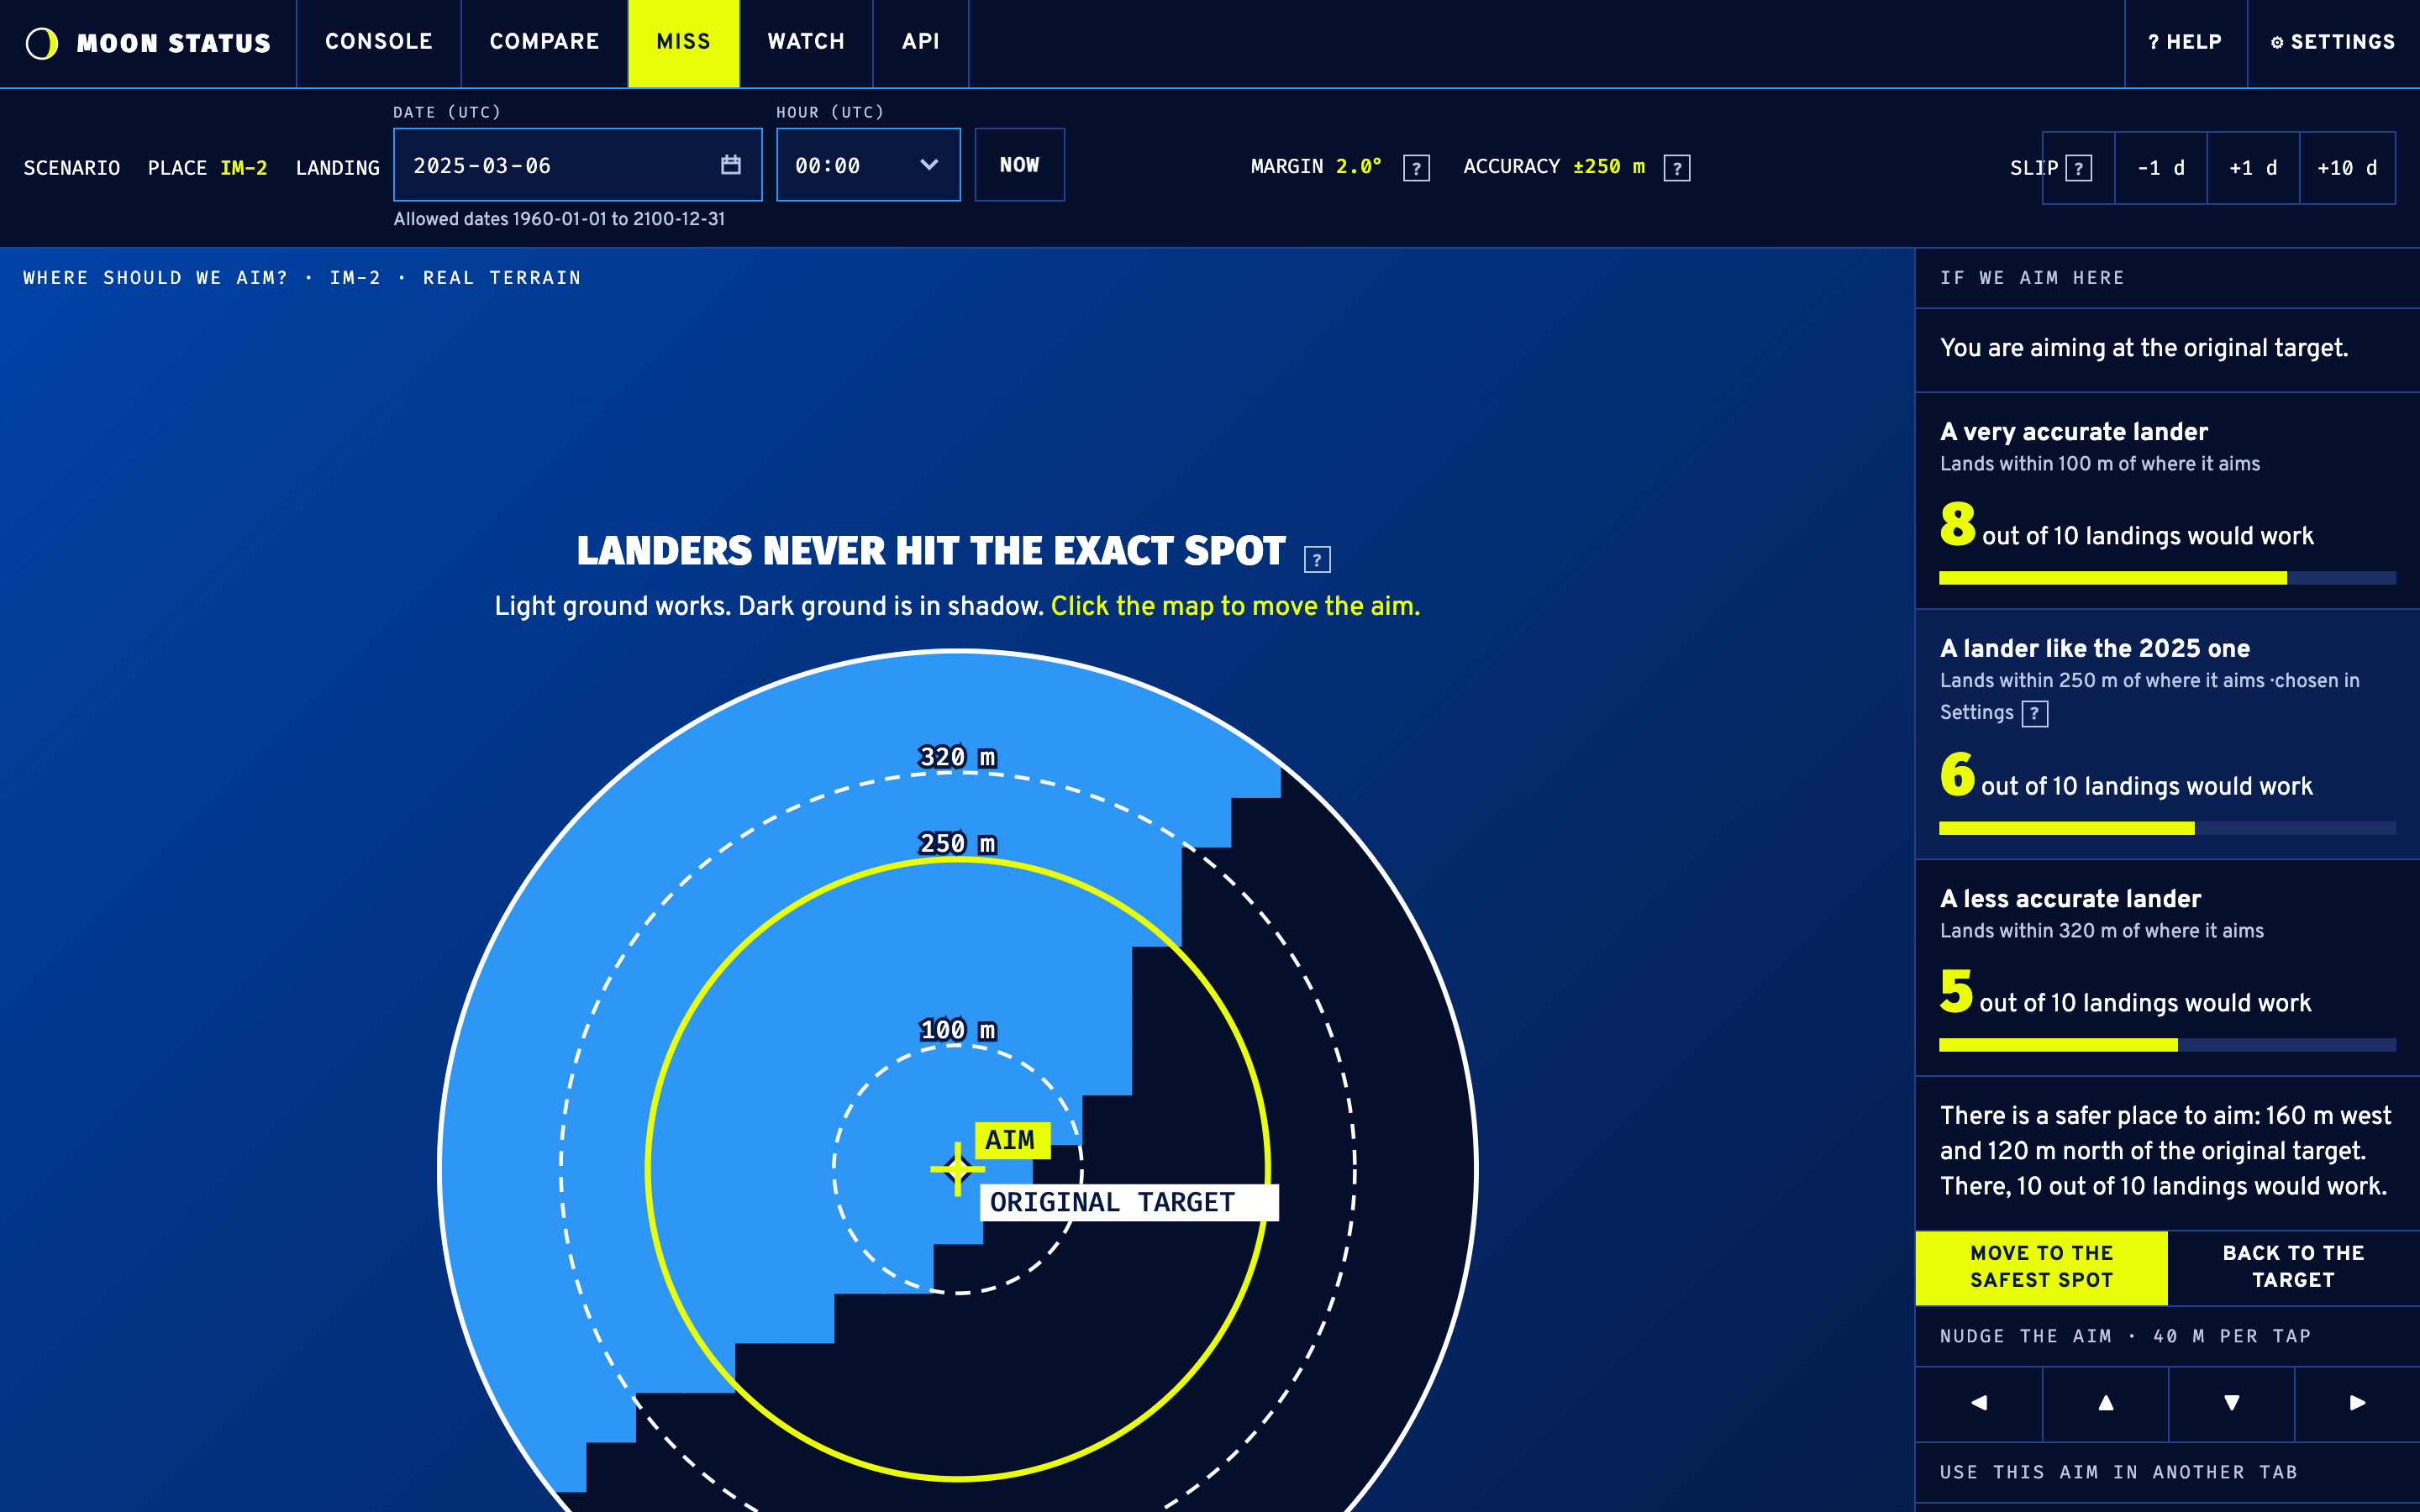 MOON STATUS
CONSOLE
COMPARE
MISS
WATCH
API
? HELP
⚙ SETTINGS
SCENARIO PLACE IM-2 LANDING
DATE (UTC)
2025-03-06
Allowed dates 1960-01-01 to 2100-12-31
HOUR (UTC)
00:00
NOW
MARGIN 2.0° ?
ACCURACY ±250 m ?
SLIP ?
-1 d
+1 d
+10 d
WHERE SHOULD WE AIM? · IM-2 · REAL TERRAIN
LANDERS NEVER HIT THE EXACT SPOT ?
Light ground works. Dark ground is in shadow. Click the map to move the aim.
320 m
250 m
100 m
AIM
ORIGINAL TARGET
IF WE AIM HERE
You are aiming at the original target.
A very accurate lander
Lands within 100 m of where it aims
8 out of 10 landings would work
A lander like the 2025 one
Lands within 250 m of where it aims ·chosen in
Settings ?
6 out of 10 landings would work
A less accurate lander
Lands within 320 m of where it aims
5 out of 10 landings would work
There is a safer place to aim: 160 m west
and 120 m north of the original target.
There, 10 out of 10 landings would work.
MOVE TO THE
SAFEST SPOT
BACK TO THE
TARGET
NUDGE THE AIM · 40 M PER TAP
USE THIS AIM IN ANOTHER TAB